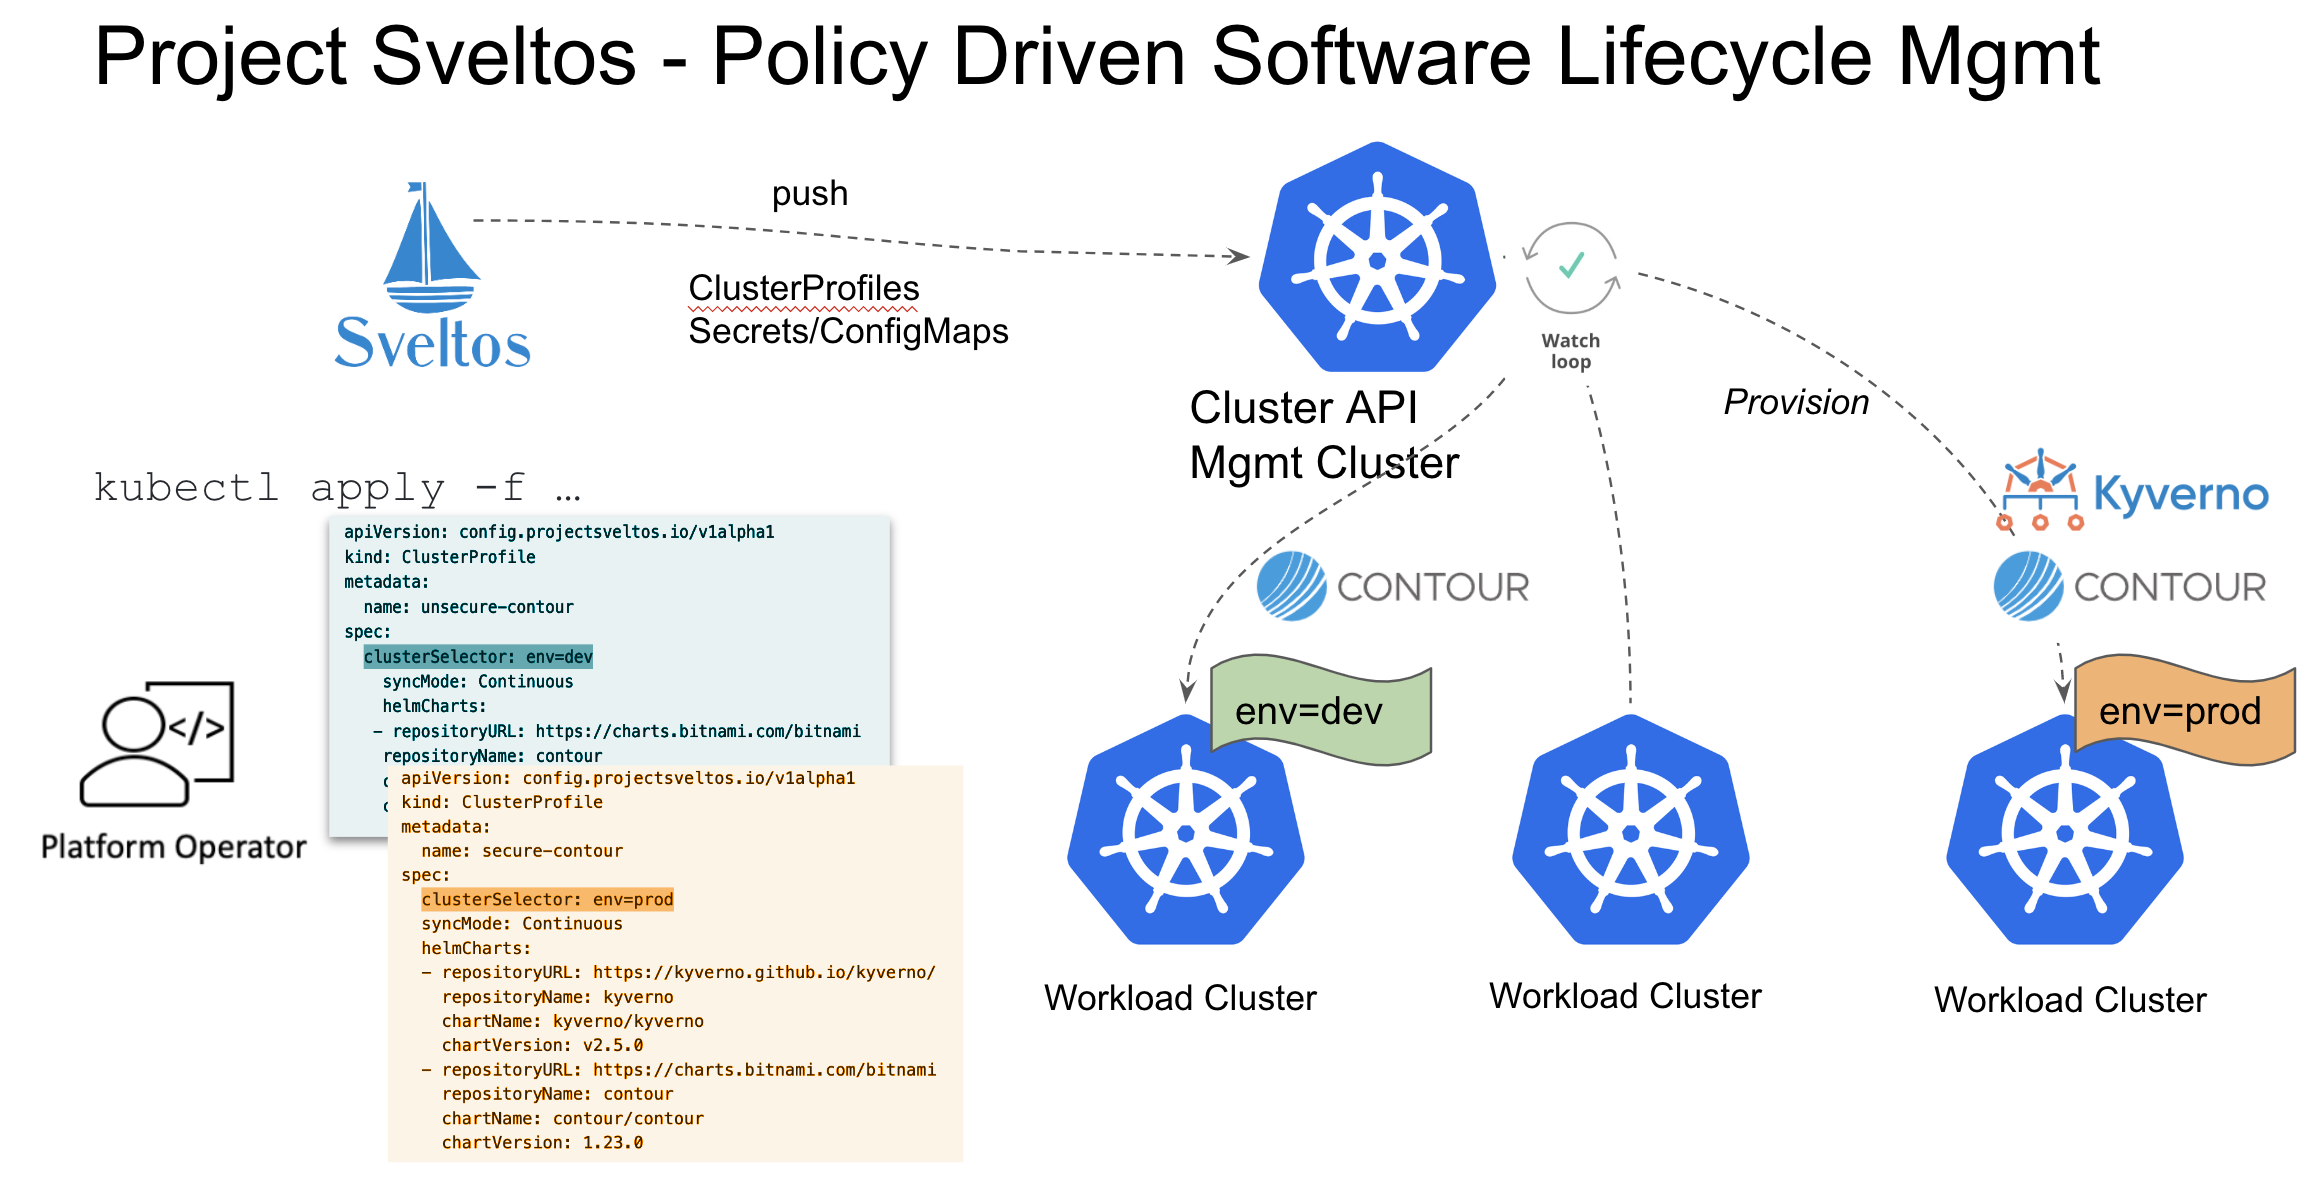 Project Sveltos - Policy Driven Software Lifecycle Mgmt
push
Sveltos
ClusterProfiles
Secrets/ConfigMaps
Watch
loop
Cluster API
Mgmt Cluster
Provision
kubectl apply -f …
apiVersion: config.projectsveltos.io/v1alpha1
kind: ClusterProfile
metadata:
name: unsecure-contour
spec:
clusterSelector: env=dev
syncMode: Continuous
helmCharts:
- repositoryURL: https://charts.bitnami.com/bitnami
repositoryName: contour
apiVersion: config.projectsveltos.io/v1alpha1
kind: ClusterProfile
metadata:
name: secure-contour
spec:
clusterSelector: env=prod
syncMode: Continuous
helmCharts:
- repositoryURL: https://kyverno.github.io/kyverno/
repositoryName: kyverno
chartName: kyverno/kyverno
chartVersion: v2.5.0
- repositoryURL: https://charts.bitnami.com/bitnami
repositoryName: contour
chartName: contour/contour
chartVersion: 1.23.0
</>
Platform Operator
CONTOUR
env=dev
Workload Cluster
Workload Cluster
Kyverno
CONTOUR
env=prod
Workload Cluster